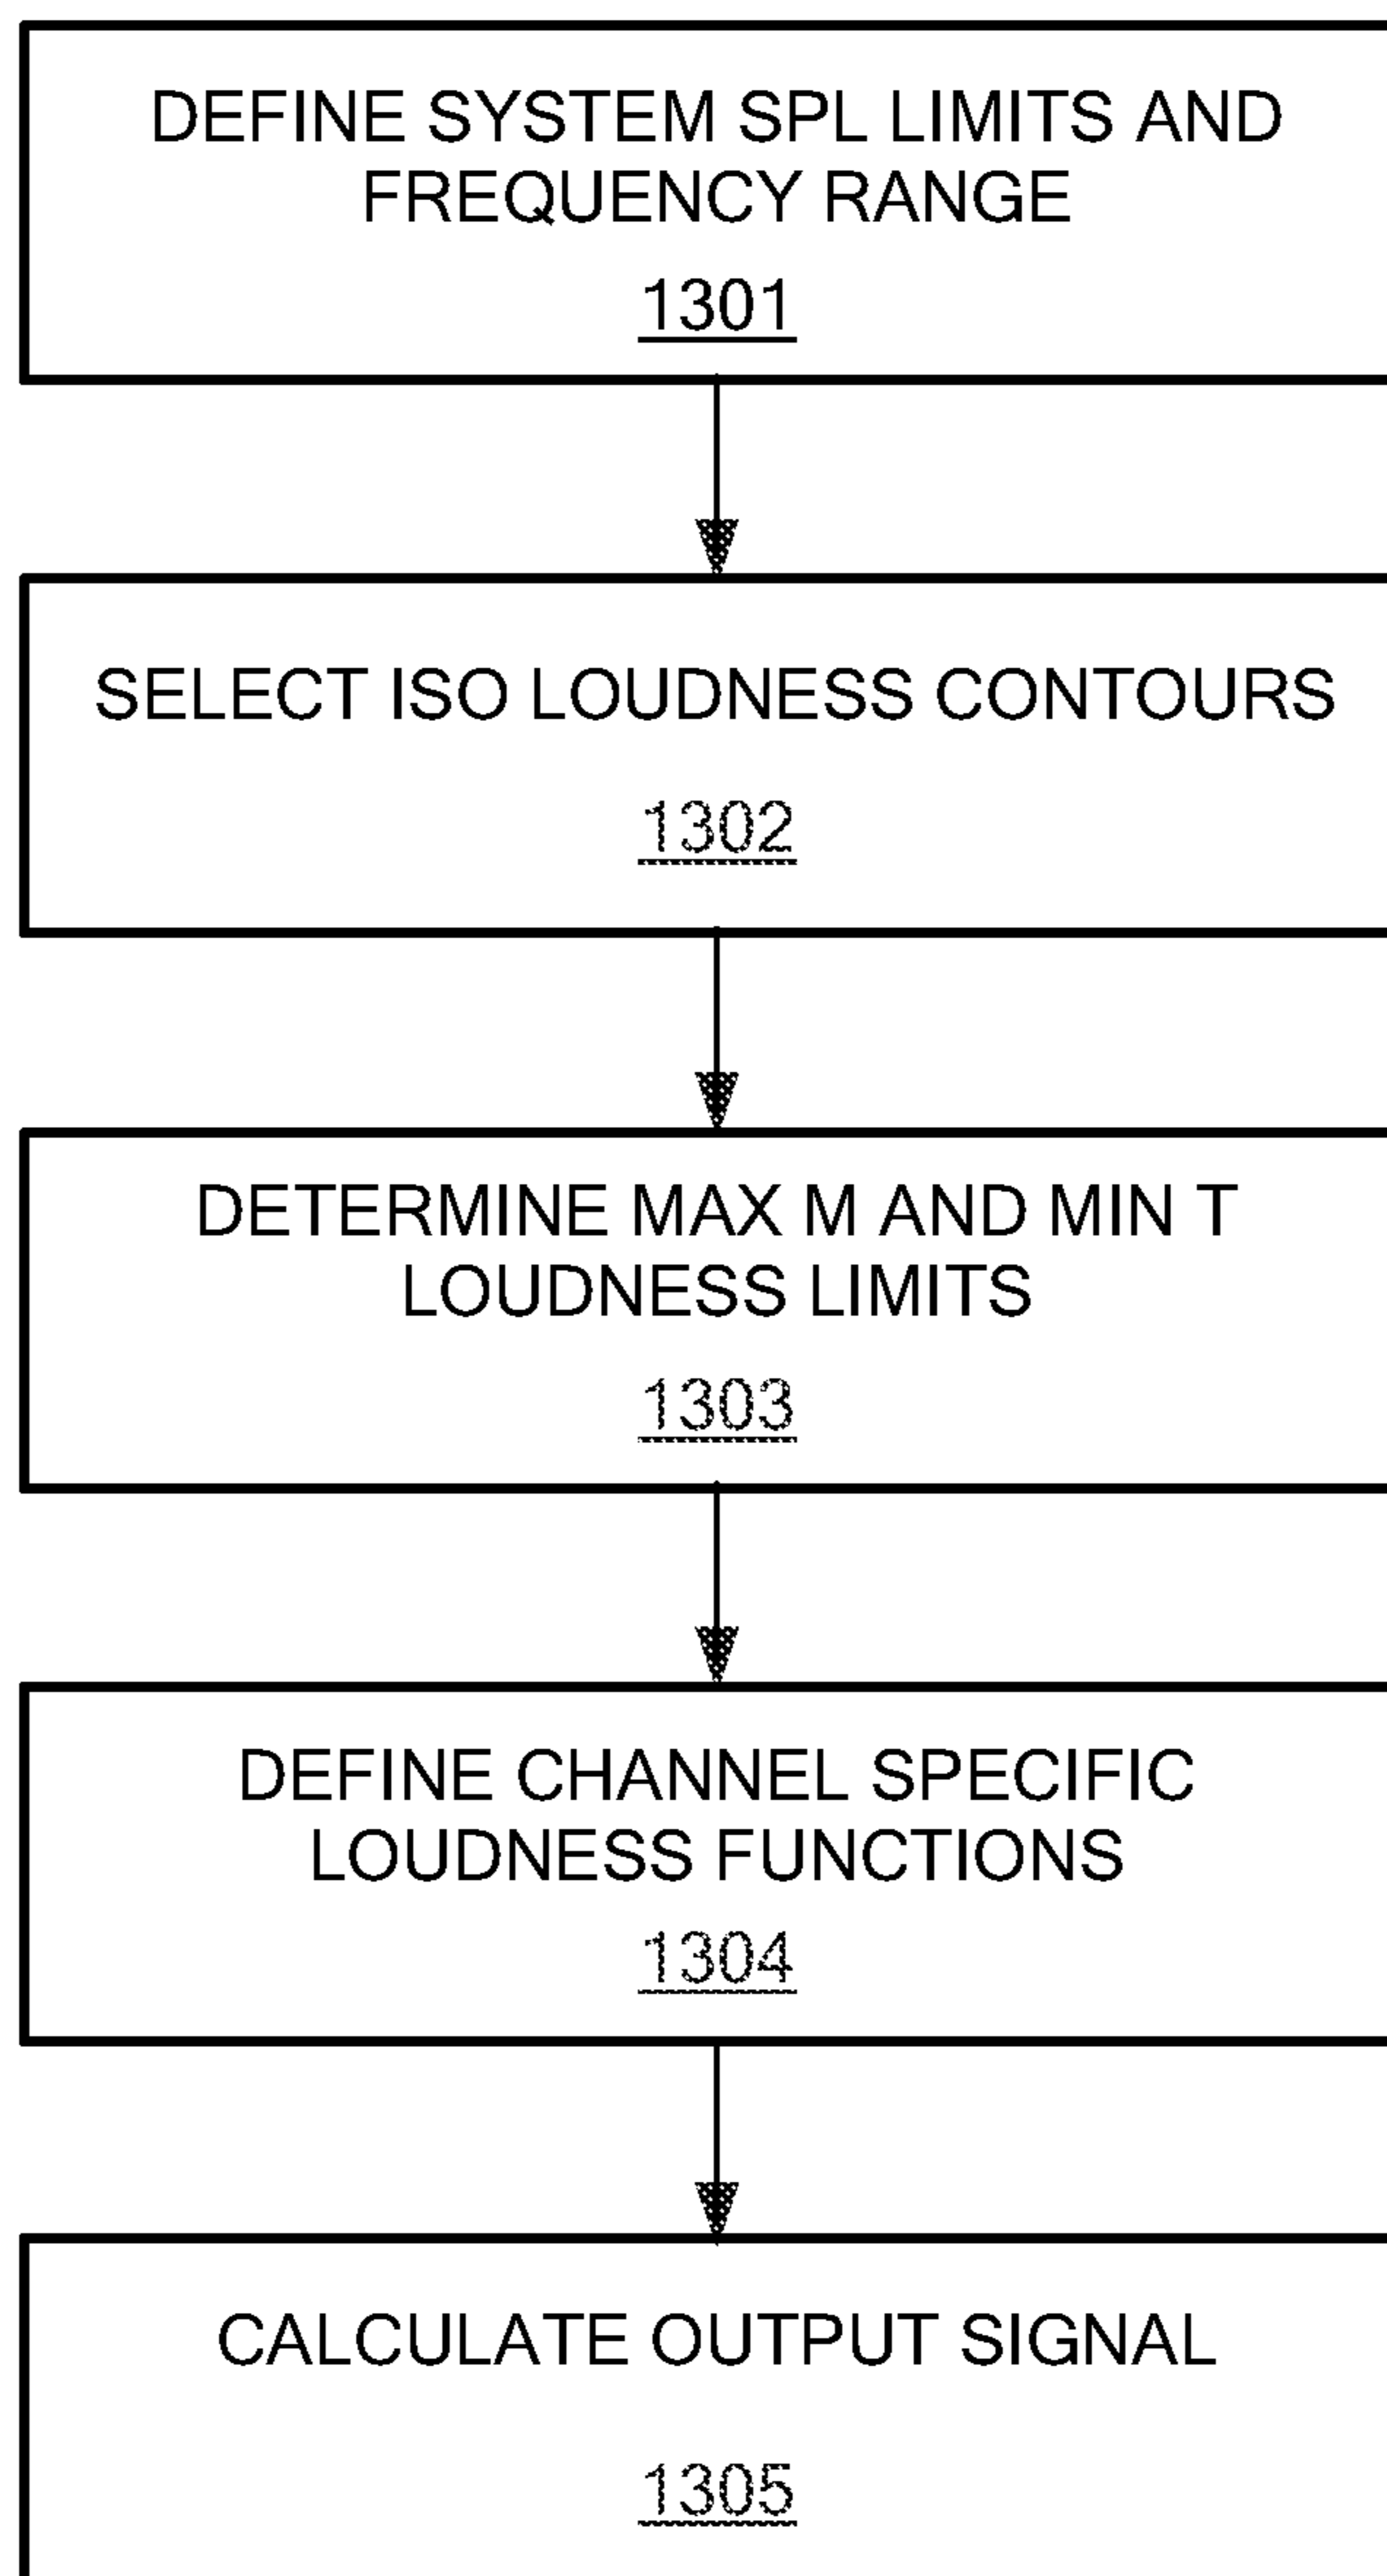 DEFINE SYSTEM SPL LIMITS AND
FREQUENCY RANGE
1301
SELECT ISO LOUDNESS CONTOURS
1302
DETERMINE MAX M AND MIN T
LOUDNESS LIMITS
1303
DEFINE CHANNEL SPECIFIC
LOUDNESS FUNCTIONS
1304
CALCULATE OUTPUT SIGNAL
1305